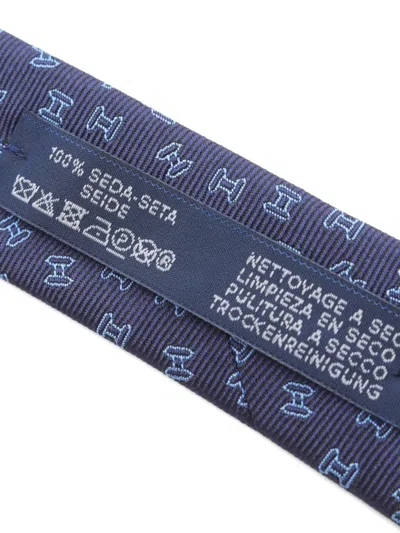 100% SEDA-SETA
SEIDE
NETTOYAGE A SEC
LIMPIEZA EN SECO
PULITURA A SECCO
TROCKENREINIGUNG